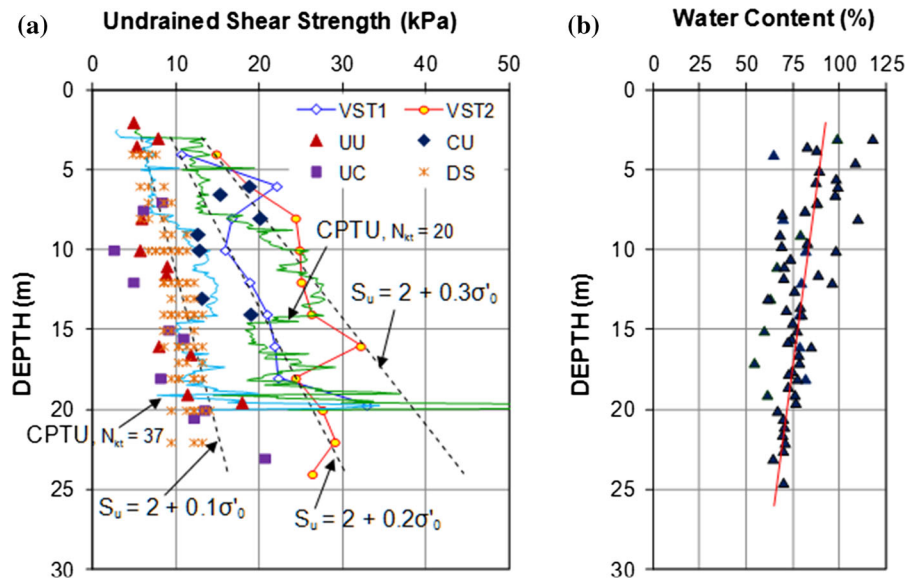 (a)
Undrained Shear Strength (kPa)
0 10 20 30 40 50
DEPTH (m)
0
5
10
15
20
25
30
VST1 VST2
UU CU
UC DS
CPTU, Nkt = 20
Su = 2 + 0.3σ'0
CPTU, Nkt = 37
Su = 2 + 0.1σ'0
Su = 2 + 0.2σ'0
(b)
Water Content (%)
0 25 50 75 100 125
DEPTH (m)
0
5
10
15
20
25
30